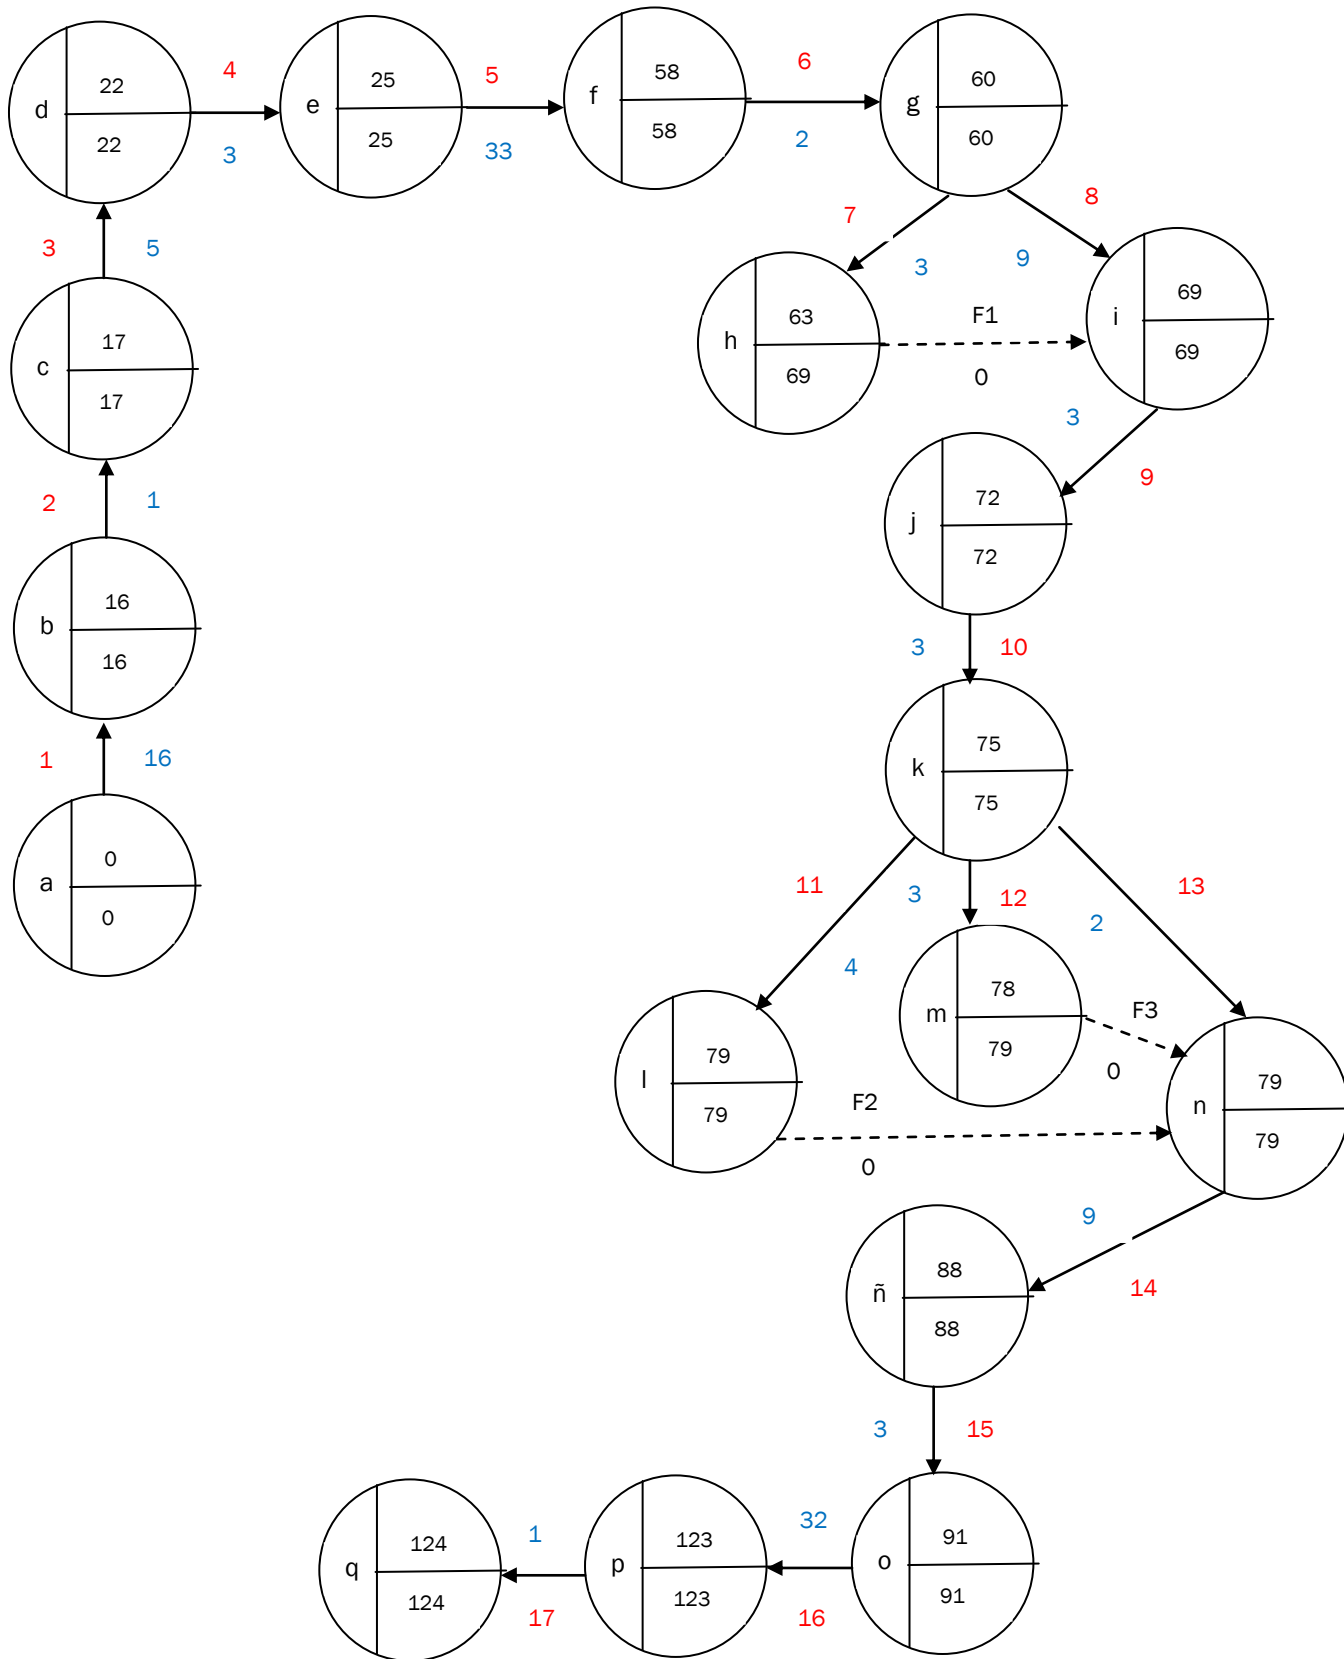 d 22 22
4
3
e 25 25
5
33
f 58 58
6
2
g 60 60
7
3
8
9
3
5
c 17 17
h 63 69
F1
0
i 69 69
3
9
j 72 72
2
1
b 16 16
3
10
k 75 75
1
16
a 0 0
11
4
3
12
13
2
l 79 79
m 78 79
F3
0
F2
0
n 79 79
9
14
ñ 88 88
3
15
q 124 124
1
17
p 123 123
32
16
o 91 91